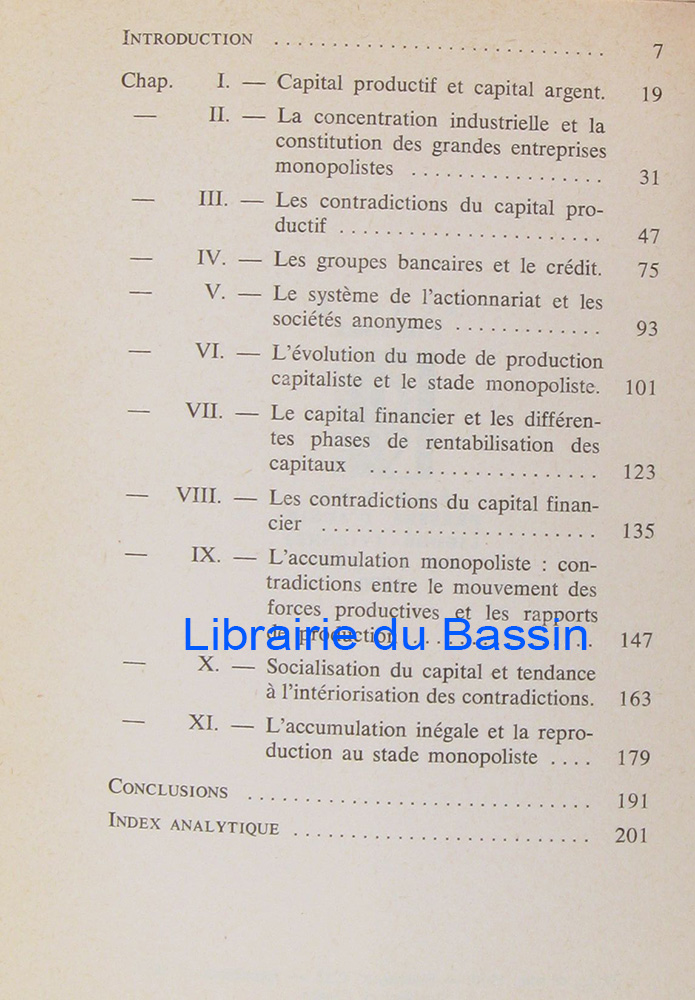 INTRODUCTION .............................. 7
Chap. I. — Capital productif et capital argent. 19
— II. — La concentration industrielle et la
constitution des grandes entreprises
monopolistes ................. 31
— III. — Les contradictions du capital pro-
ductif ....................... 47
— IV. — Les groupes bancaires et le crédit. 75
— V. — Le système de l'actionnariat et les
sociétés anonymes ............. 93
— VI. — L'évolution du mode de production
capitaliste et le stade monopoliste. 101
— VII. — Le capital financier et les différen-
tes phases de rentabilisation des
capitaux .................... 123
— VIII. — Les contradictions du capital finan-
cier ........................ 135
— IX. — L'accumulation monopoliste : con-
tradictions entre le mouvement des
forces productives et les rapports
de production ................ 147
Librairie du Bassin
— X. — Socialisation du capital et tendance
à l'intériorisation des contradictions. 163
— XI. — L'accumulation inégale et la repro-
duction au stade monopoliste .... 179
CONCLUSIONS .............................. 191
INDEX ANALYTIQUE .......................... 201